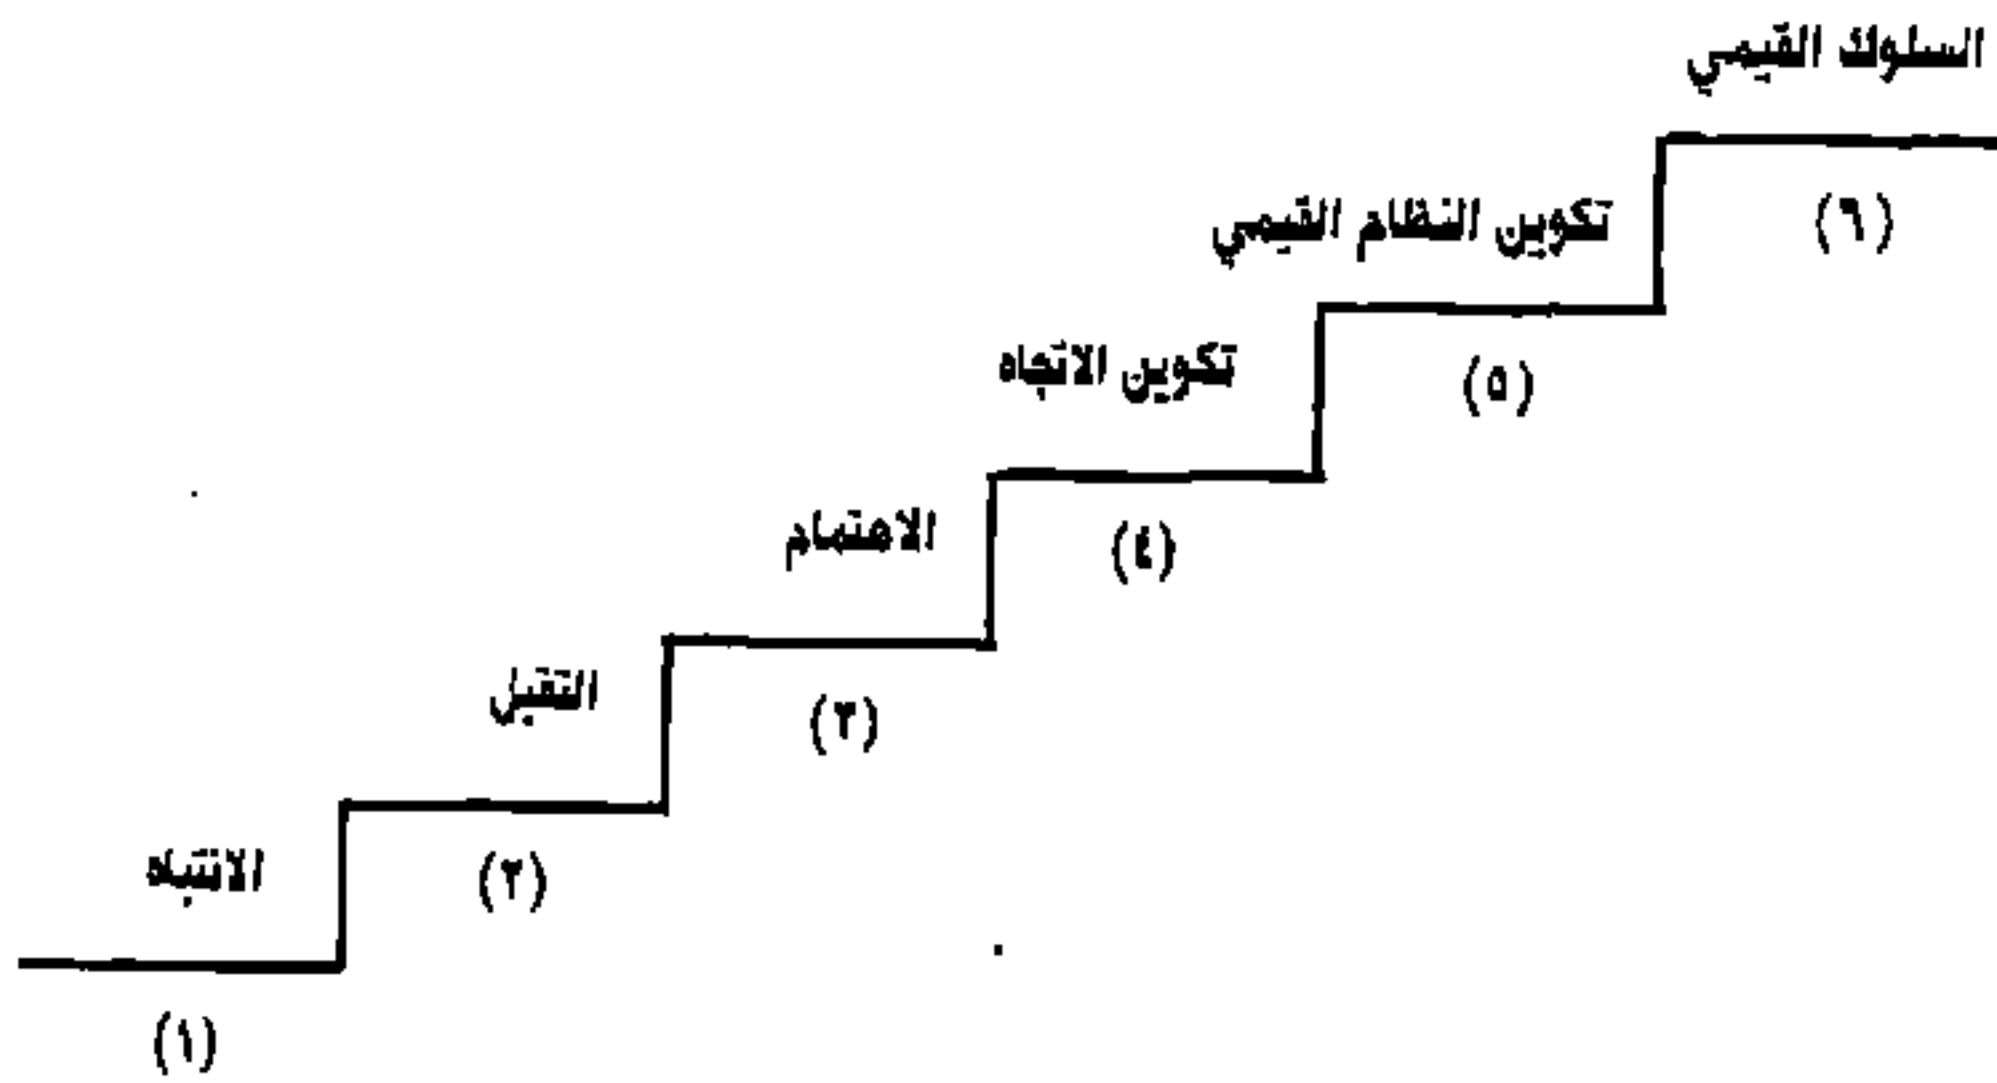 السلوك القيمي
(٦)
تكوين النظام القيمي
(٥)
تكوين الاتجاه
(٤)
الاهتمام
(٣)
التقبل
(٢)
الانتباه
(١)